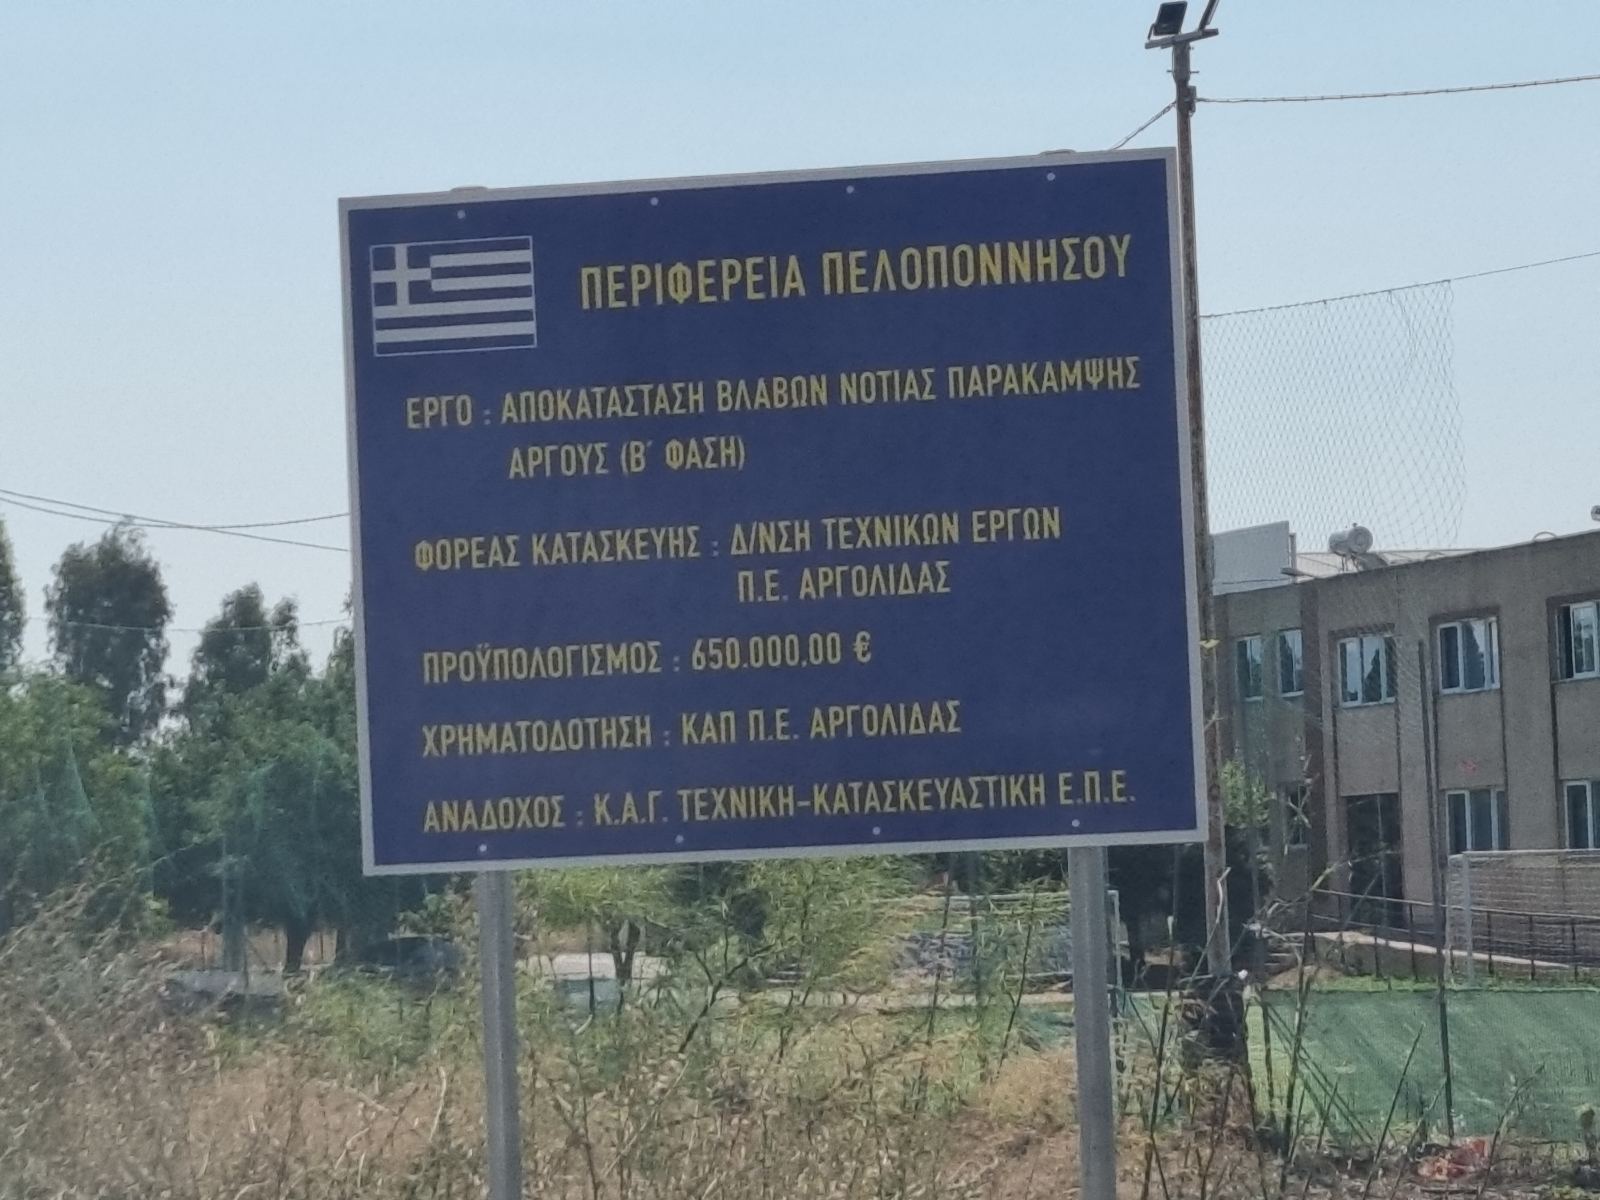 ΠΕΡΙΦΕΡΕΙΑ ΠΕΛΟΠΟΝΝΗΣΟΥ
ΕΡΓΟ : ΑΠΟΚΑΤΑΣΤΑΣΗ ΒΛΑΒΩΝ ΝΟΤΙΑΣ ΠΑΡΑΚΑΜΨΗΣ
ΑΡΓΟΥΣ (Β΄ ΦΑΣΗ)
ΦΟΡΕΑΣ ΚΑΤΑΣΚΕΥΗΣ : Δ/ΝΣΗ ΤΕΧΝΙΚΩΝ ΕΡΓΩΝ
Π.Ε. ΑΡΓΟΛΙΔΑΣ
ΠΡΟΫΠΟΛΟΓΙΣΜΟΣ : 650.000,00 €
ΧΡΗΜΑΤΟΔΟΤΗΣΗ : ΚΑΠ Π.Ε. ΑΡΓΟΛΙΔΑΣ
ΑΝΑΔΟΧΟΣ : Κ.Α.Γ. ΤΕΧΝΙΚΗ-ΚΑΤΑΣΚΕΥΑΣΤΙΚΗ Ε.Π.Ε.